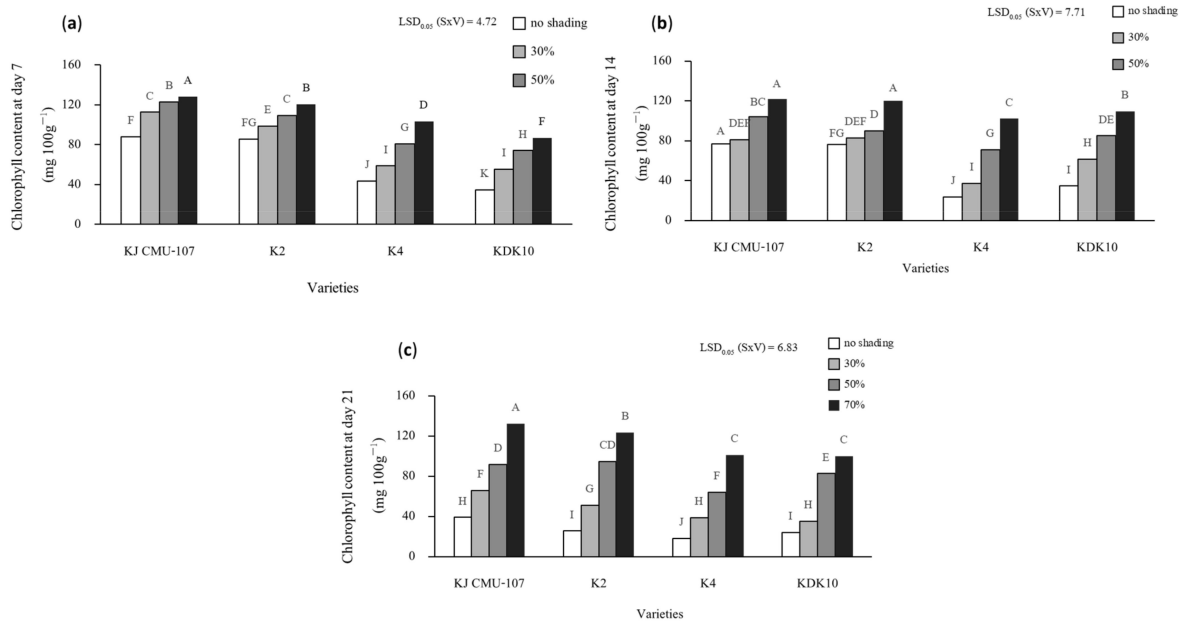 (a)
LSD0.05 (SxV) = 4.72
no shading
30%
50%
Chlorophyll content at day 7
(mg 100g−1)
160
120
80
40
0
F C B A
FG E C B
J I G D
K I H F
KJ CMU-107 K2 K4 KDK10
Varieties
(b)
LSD0.05 (SxV) = 7.71
no shading
30%
50%
Chlorophyll content at day 14
(mg 100g−1)
160
120
80
40
0
A DEF BC A
FG DEF D A
J I G C
I H DE B
KJ CMU-107 K2 K4 KDK10
Varieties
(c)
LSD0.05 (SxV) = 6.83
no shading
30%
50%
70%
Chlorophyll content at day 21
(mg 100g−1)
160
120
80
40
0
H F D A
I G CD B
J H F C
I H E C
KJ CMU-107 K2 K4 KDK10
Varieties